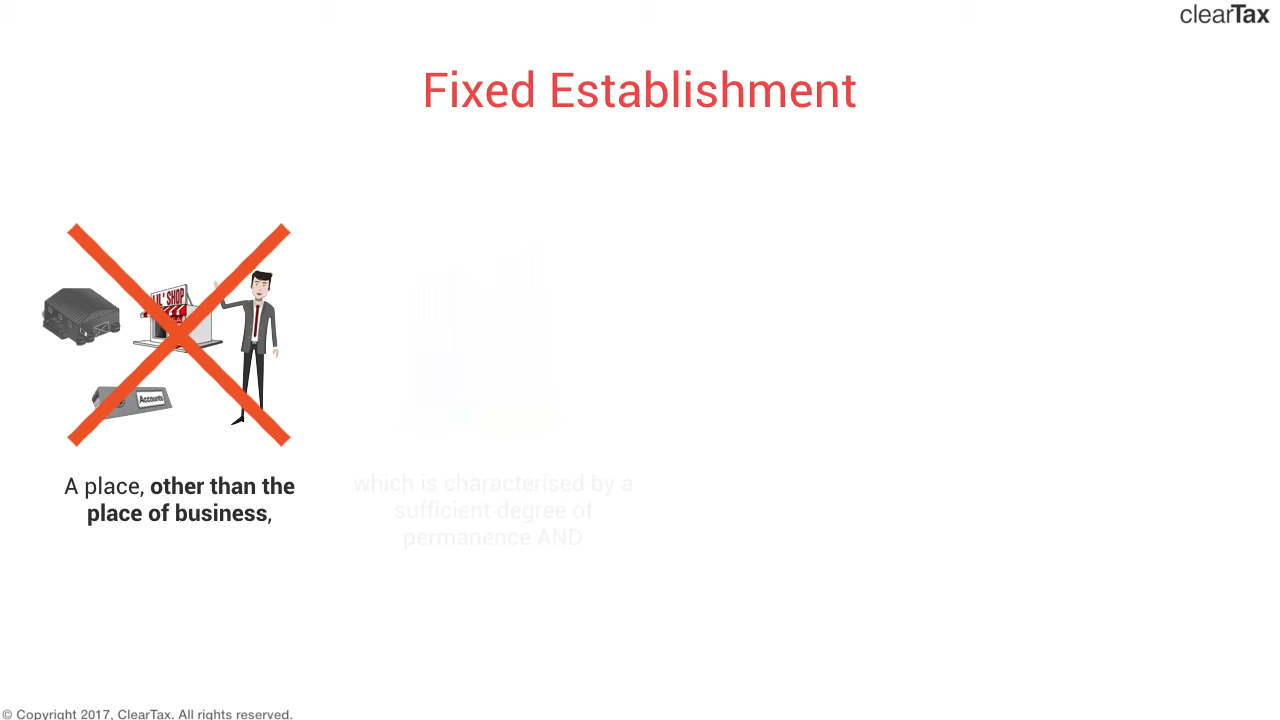 clearTax
Fixed Establishment
Accounts
A place, other than the
place of business,
which is characterised by a
sufficient degree of
permanence AND
© Copyright 2017, ClearTax. All rights reserved.